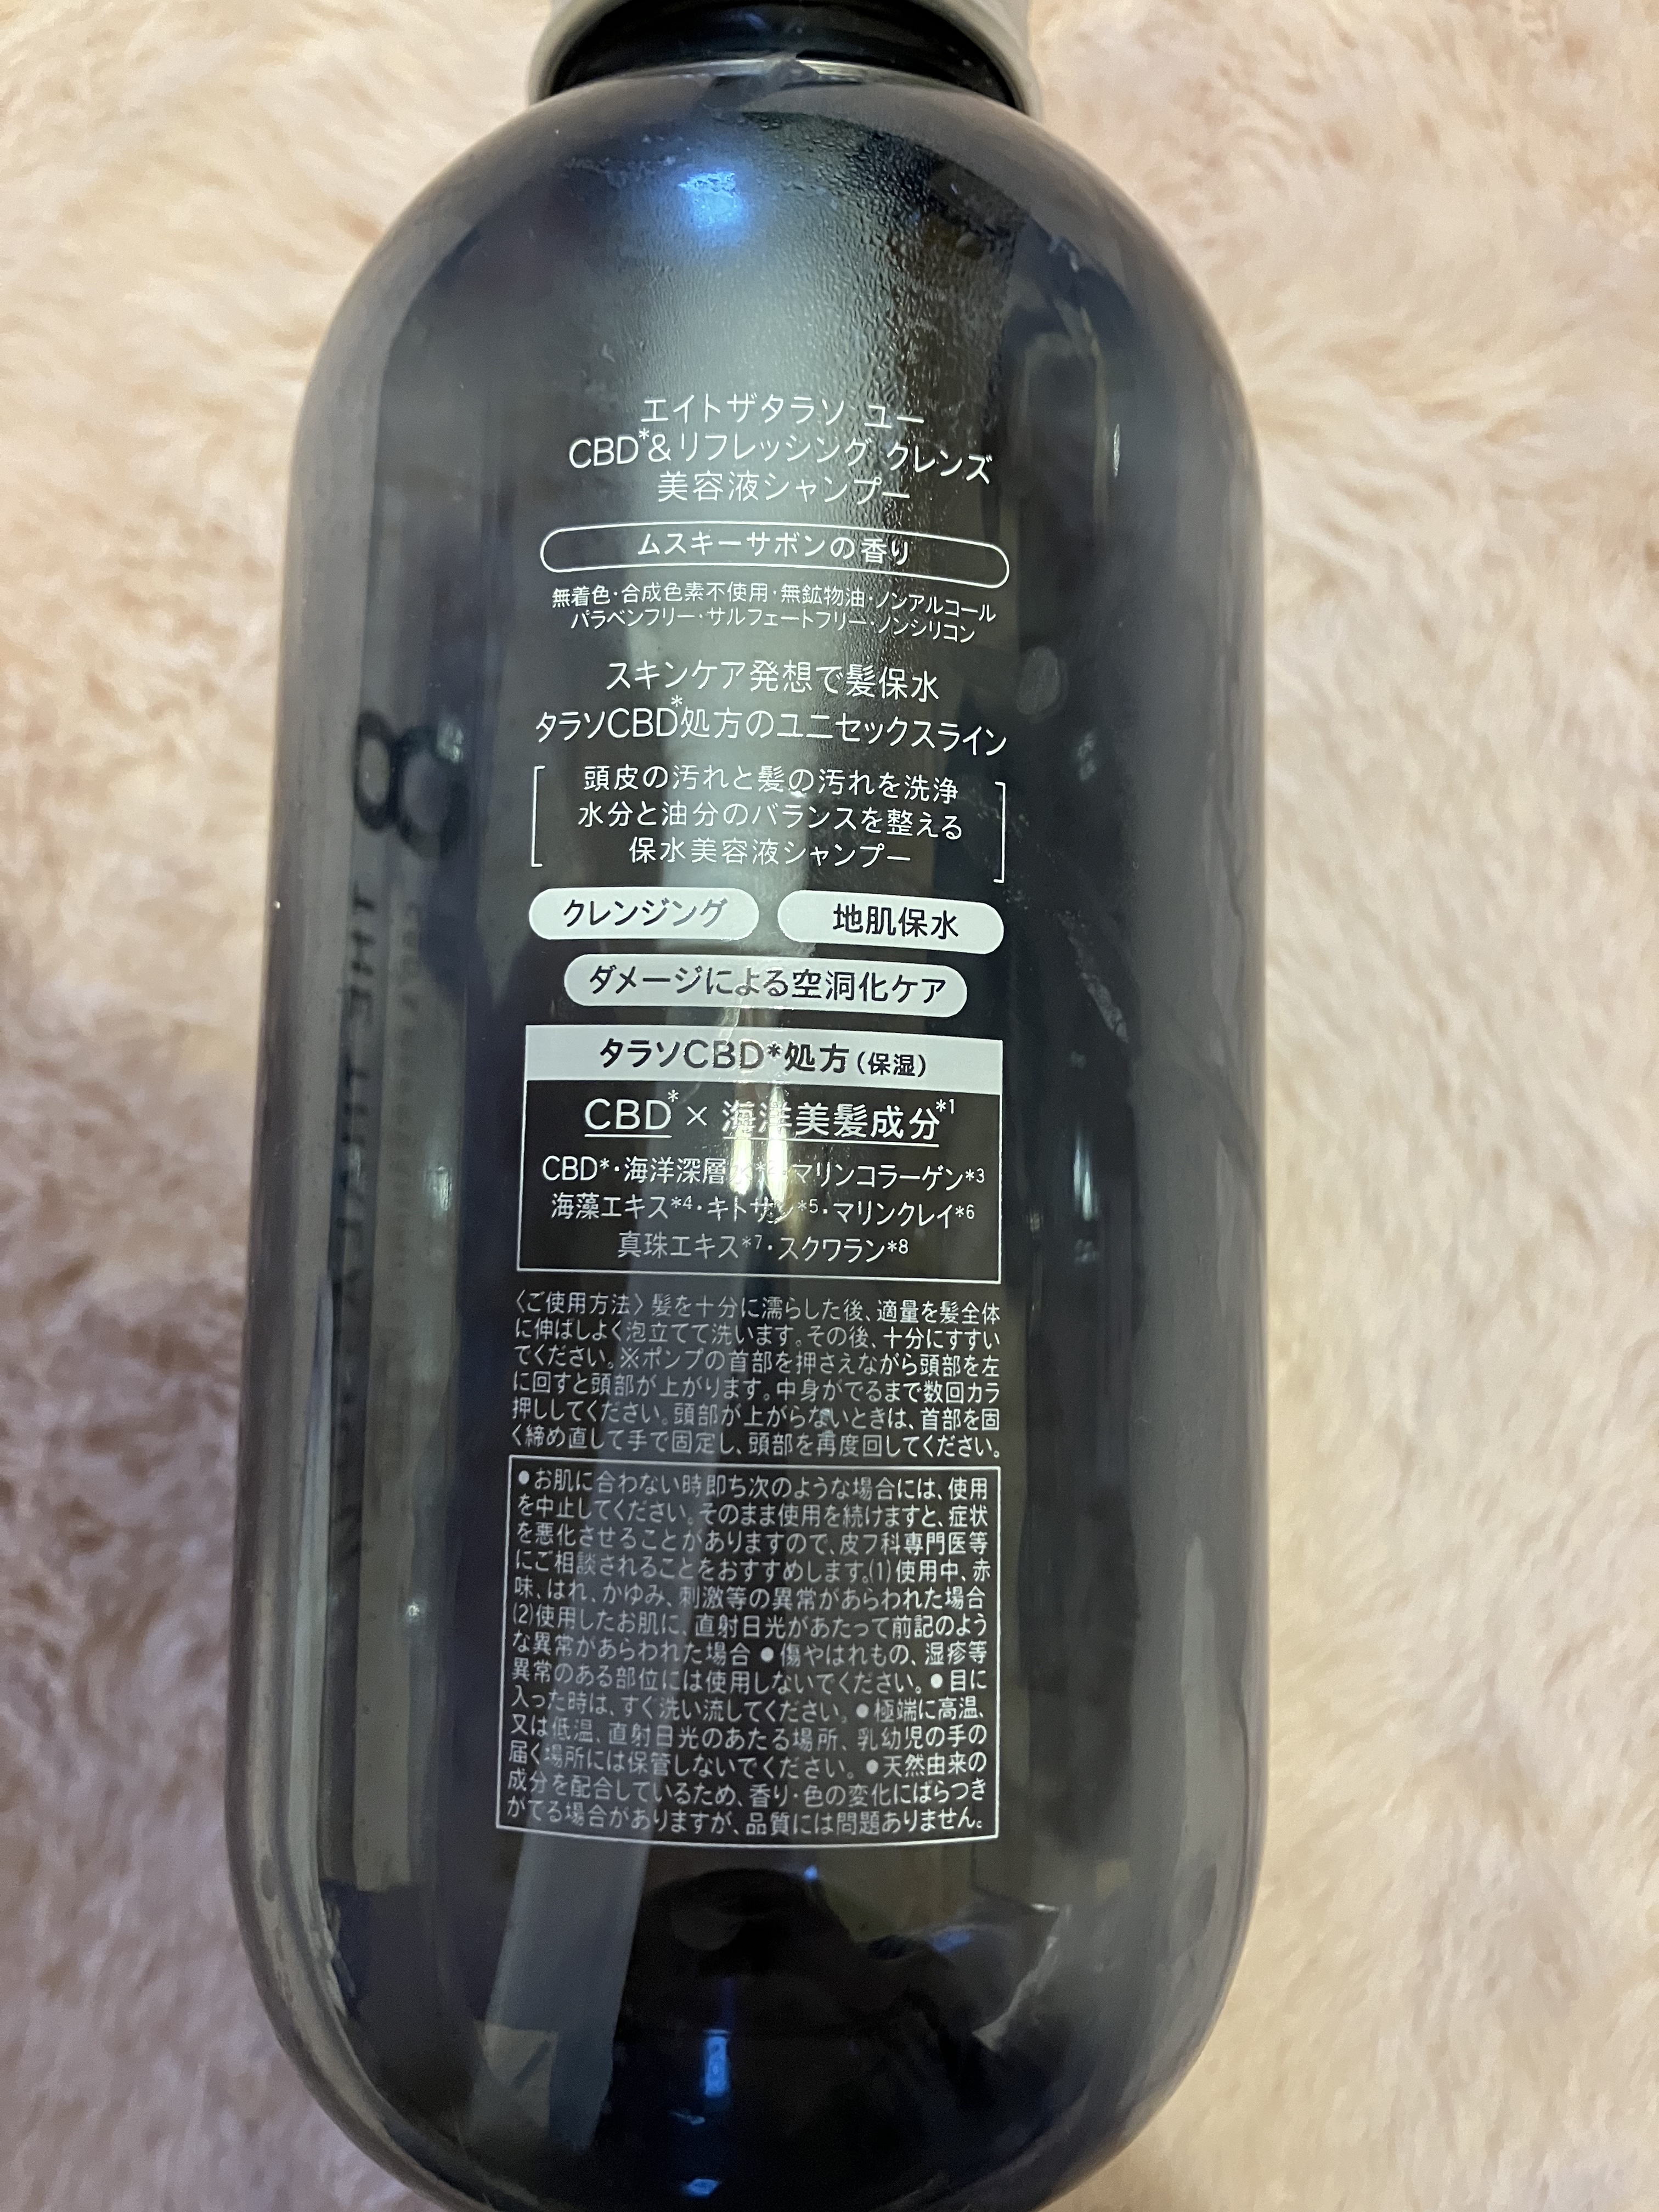 エイトザタラソ ユー
CBD*&リフレッシング クレンズ
美容液シャンプー
ムスキーサボンの香り
無着色・合成色素不使用・無鉱物油・ノンアルコール
パラベンフリー・サルフェートフリー・ノンシリコン
スキンケア発想で髪保水
タラソCBD*処方のユニセックスライン
頭皮の汚れと髪の汚れを洗浄
水分と油分のバランスを整える
保水美容液シャンプー
クレンジング 地肌保水
ダメージによる空洞化ケア
タラソCBD*処方(保湿)
CBD*×海洋美髪成分*1
CBD*・海洋深層水*2・マリンコラーゲン*3
海藻エキス*4・キトサン*5・マリンクレイ*6
真珠エキス*7・スクワラン*8
〈ご使用方法〉髪を十分に濡らした後、適量を髪全体
に伸ばしよく泡立てて洗います。その後、十分にすすい
でください。※ポンプの首部を押さえながら頭部を左
に回すと頭部が上がります。中身がでるまで数回カラ
押ししてください。頭部が上がらないときは、首部を固
く締め直して手で固定し、頭部を再度回してください。
●お肌に合わない時即ち次のような場合には、使用
を中止してください。そのまま使用を続けますと、症状
を悪化させることがありますので、皮フ科専門医等
にご相談されることをおすすめします。(1)使用中、赤
味、はれ、かゆみ、刺激等の異常があらわれた場合
(2)使用したお肌に、直射日光があたって前記のよう
な異常があらわれた場合 ●傷やはれもの、湿疹等
異常のある部位には使用しないでください。●目に
入った時は、すぐ洗い流してください。●極端に高温、
又は低温、直射日光のあたる場所、乳幼児の手の
届く場所には保管しないでください。●天然由来の
成分を配合しているため、香り・色の変化にばらつき
がでる場合がありますが、品質には問題ありません。